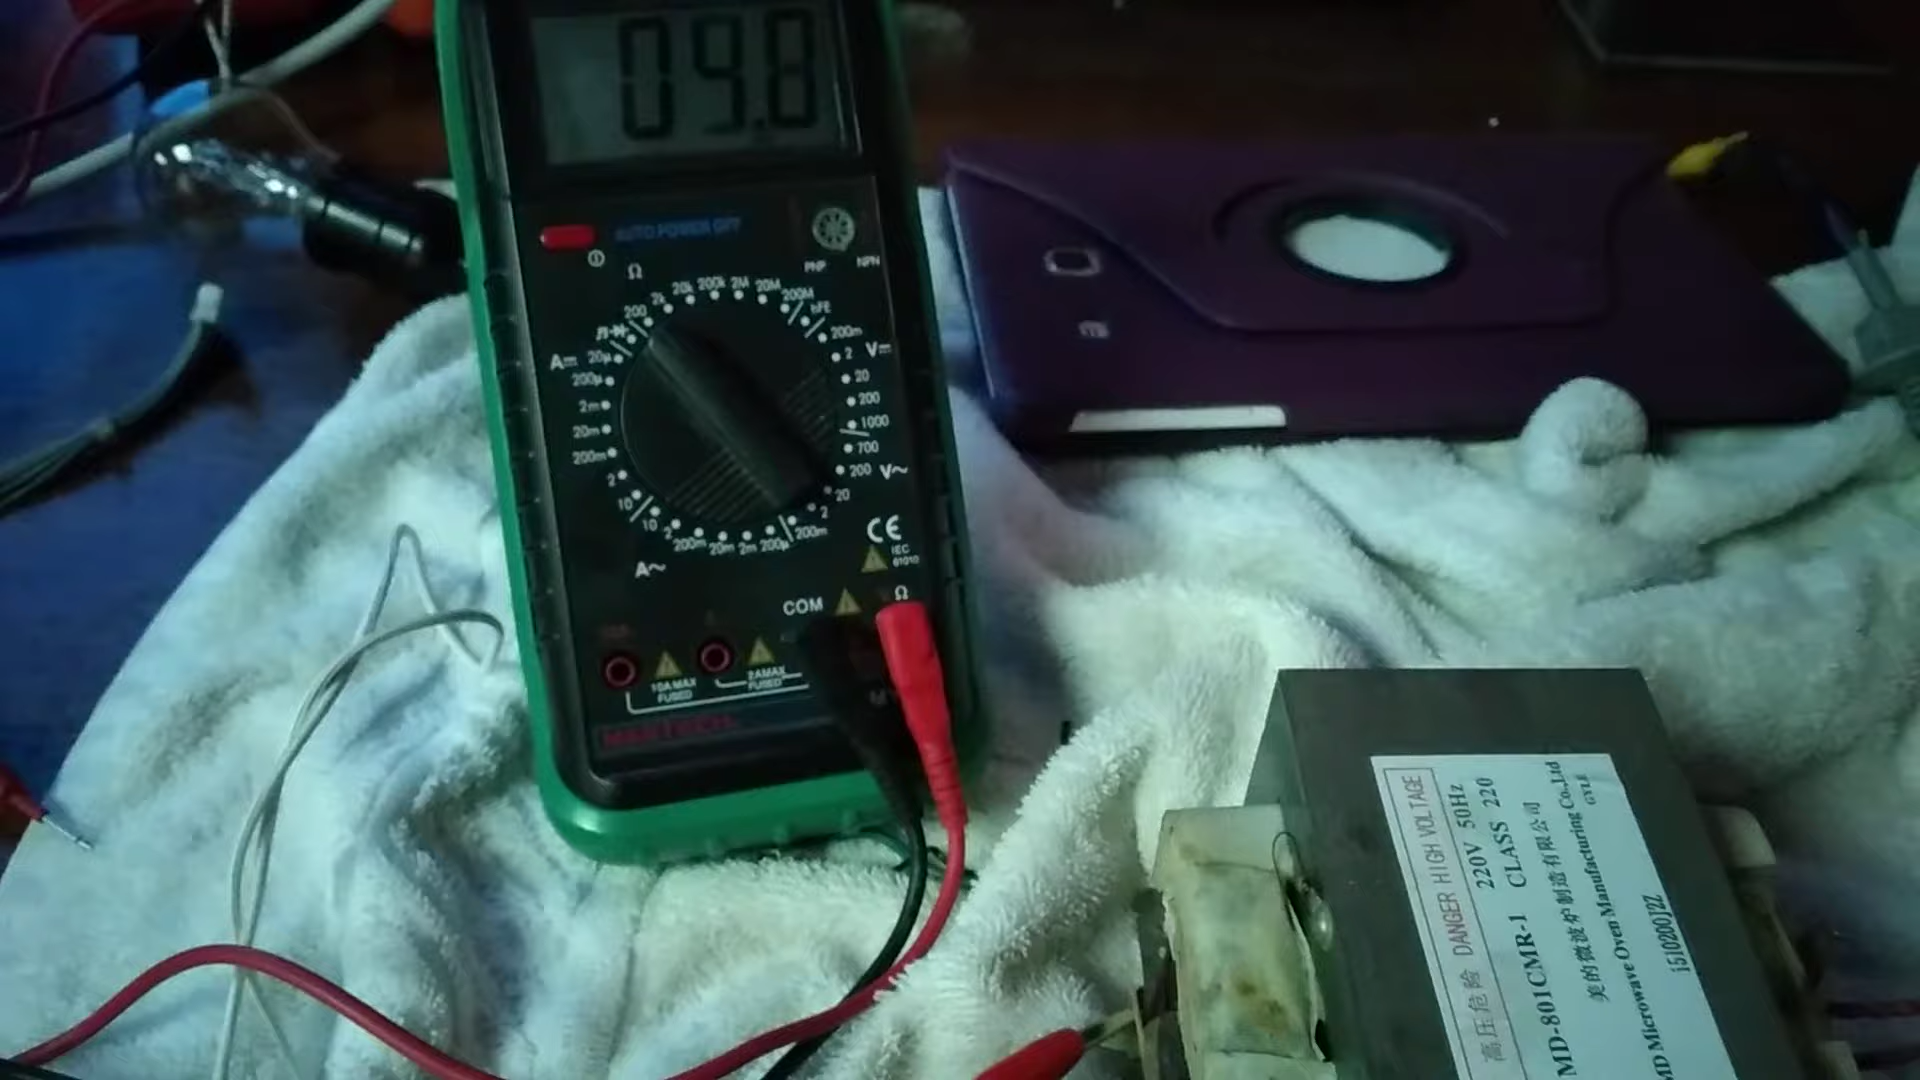 09.8
AUTO POWER OFF
PNP
NPN
Ω
200
2k
20k
200k
2M
20M
200M
hFE
200m
2
V
20
200
1000
700
200
V~
20
2
200m
A
20μ
200μ
2m
20m
200m
2
10
10
2
200m
20m
2m
200μ
A~
CE
IEC
61010
COM
Ω
10A MAX
FUSED
2A MAX
FUSED
MASTECH
高压危险 DANGER HIGH VOLTAGE
220V 50Hz
MD-801CMR-1 CLASS 220
美的微波炉制造有限公司
MD Microwave Oven Manufacturing Co.,Ltd